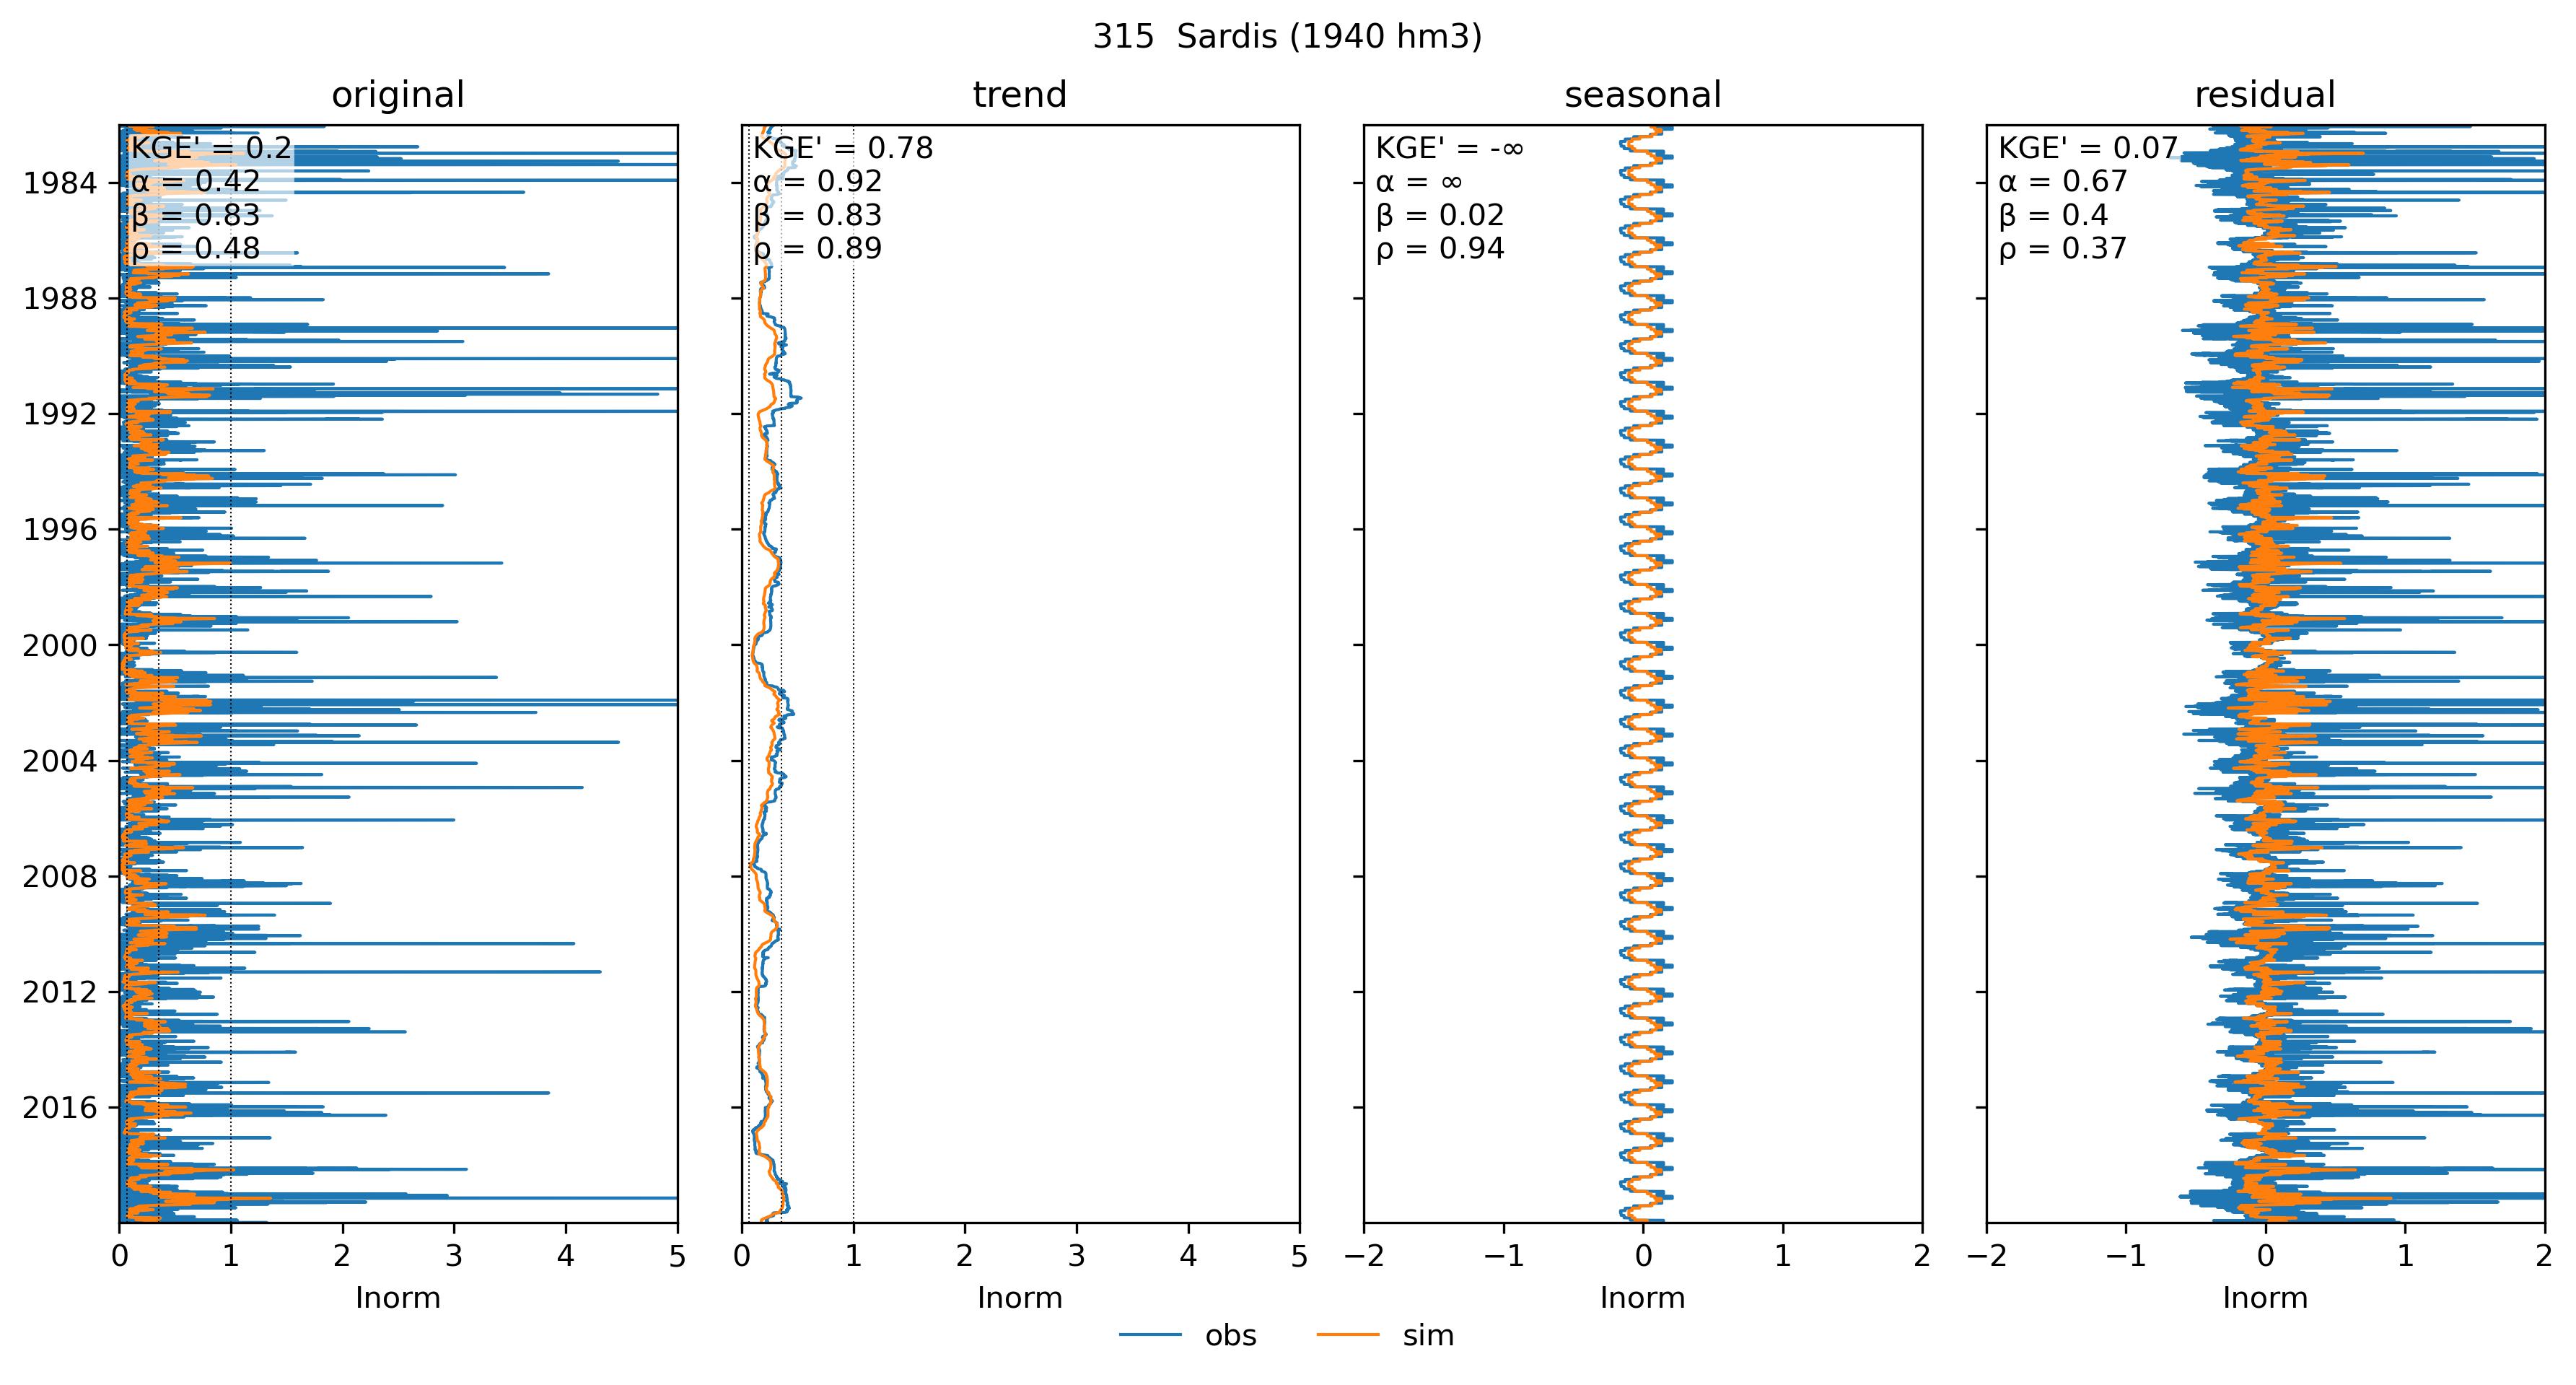 315  Sardis (1940 hm3)
original
KGE' = 0.2
α = 0.42
β = 0.83
ρ = 0.48
1984
1988
1992
1996
2000
2004
2008
2012
2016
0 1 2 3 4 5
Inorm
trend
KGE' = 0.78
α = 0.92
β = 0.83
ρ = 0.89
0 1 2 3 4 5
Inorm
seasonal
KGE' = -∞
α = ∞
β = 0.02
ρ = 0.94
−2 −1 0 1 2
Inorm
residual
KGE' = 0.07
α = 0.67
β = 0.4
ρ = 0.37
−2 −1 0 1 2
Inorm
obs sim